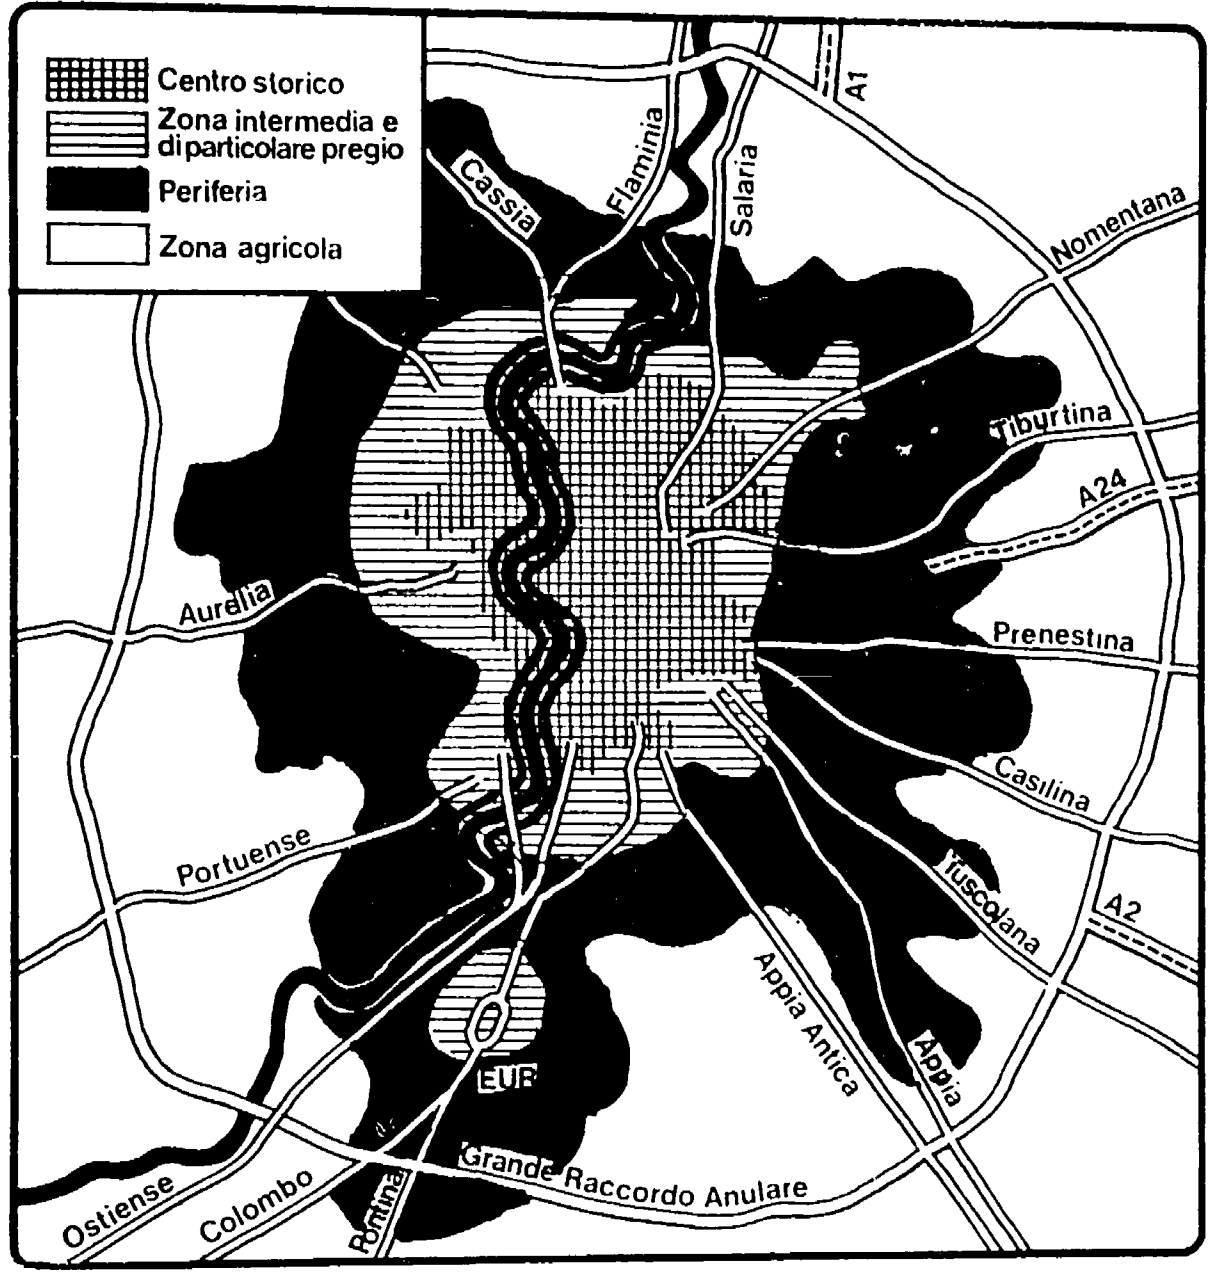 Centro storico
Zona intermedia e
di particolare pregio
Periferia
Zona agricola
A1
Cassia
Flaminia
Salaria
Nomentana
Tiburtina
A24
Aurelia
Prenestina
Casilina
Portuense
Tuscolana
A2
Appia Antica
Appia
EUR
Grande Raccordo Anulare
Ostiense
Colombo
Pontina